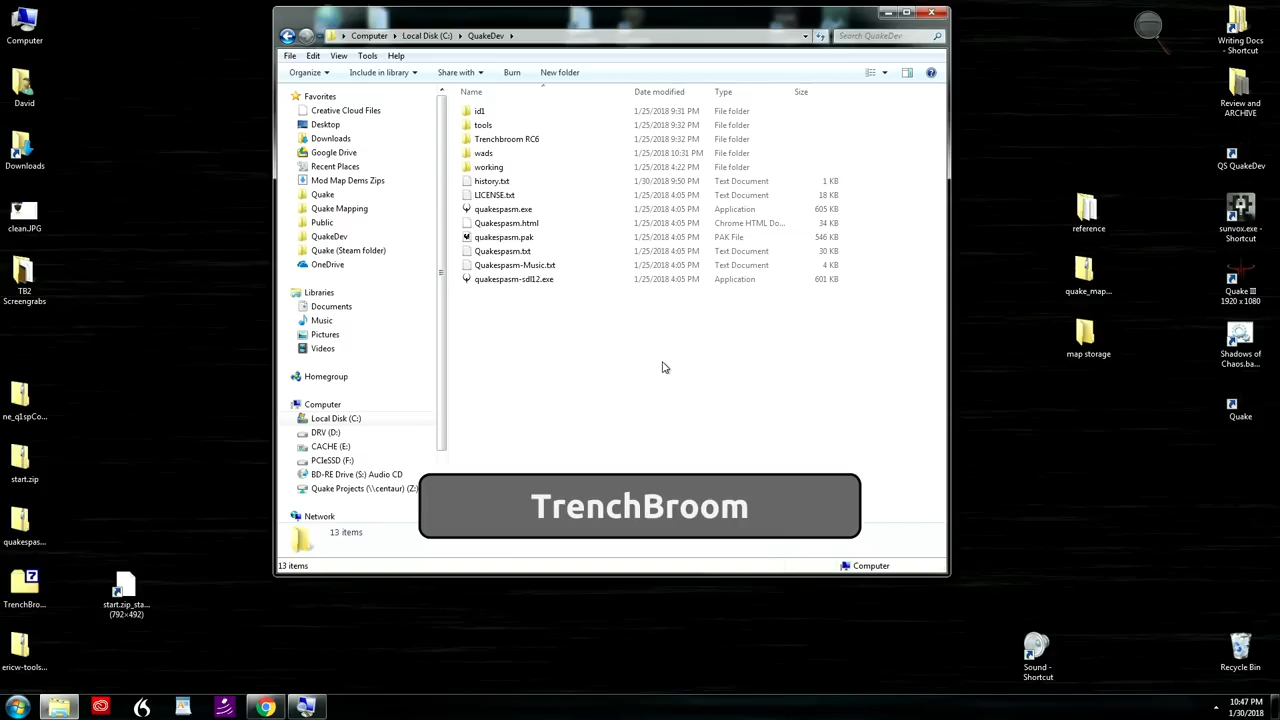 Computer
David
Downloads
clean.JPG
TB2
Screengrabs
ne_q1spCo...
start.zip
quakespas...
TrenchBro...
start.zip_sta...
(792×492)
ericw-tools...
Computer
Local Disk (C:)
QuakeDev
Search QuakeDev
File Edit View Tools Help
Organize Include in library Share with Burn New folder
Favorites
Creative Cloud Files
Desktop
Downloads
Google Drive
Recent Places
Mod Map Dems Zips
Quake
Quake Mapping
Public
QuakeDev
Quake (Steam folder)
OneDrive
Libraries
Documents
Music
Pictures
Videos
Homegroup
Computer
Local Disk (C:)
DRV (D:)
CACHE (E:)
PCIeSSD (F:)
BD-RE Drive (S:) Audio CD
Quake Projects (\\centaur) (Z:)
Network
Name Date modified Type Size
id1 1/25/2018 9:31 PM File folder
tools 1/25/2018 9:32 PM File folder
Trenchbroom RC6 1/25/2018 9:32 PM File folder
wads 1/25/2018 10:31 PM File folder
working 1/25/2018 4:22 PM File folder
history.txt 1/30/2018 9:50 PM Text Document 1 KB
LICENSE.txt 1/25/2018 4:05 PM Text Document 18 KB
quakespasm.exe 1/25/2018 4:05 PM Application 605 KB
Quakespasm.html 1/25/2018 4:05 PM Chrome HTML Do... 34 KB
quakespasm.pak 1/25/2018 4:05 PM PAK File 546 KB
Quakespasm.txt 1/25/2018 4:05 PM Text Document 30 KB
Quakespasm-Music.txt 1/25/2018 4:05 PM Text Document 4 KB
quakespasm-sdl12.exe 1/25/2018 4:05 PM Application 601 KB
TrenchBroom
13 items
13 items
Computer
reference
quake_map...
map storage
Sound -
Shortcut
Writing Docs
- Shortcut
Review and
ARCHIVE
QS QuakeDev
sunvox.exe -
Shortcut
Quake III
1920 x 1080
Shadows of
Chaos.ba...
Quake
Recycle Bin
10:47 PM
1/30/2018